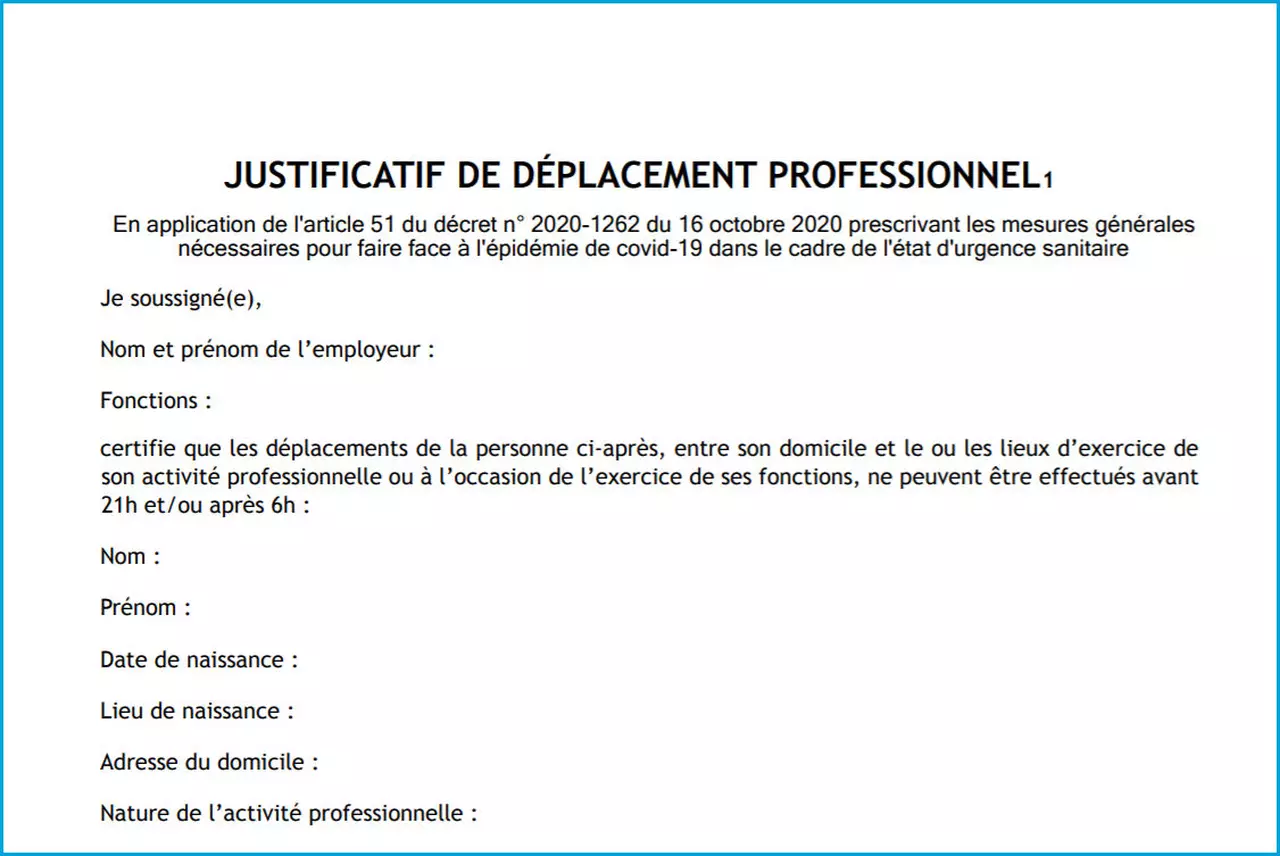 JUSTIFICATIF DE DÉPLACEMENT PROFESSIONNEL1
En application de l'article 51 du décret n° 2020-1262 du 16 octobre 2020 prescrivant les mesures générales
nécessaires pour faire face à l'épidémie de covid-19 dans le cadre de l'état d'urgence sanitaire
Je soussigné(e),
Nom et prénom de l’employeur :
Fonctions :
certifie que les déplacements de la personne ci-après, entre son domicile et le ou les lieux d’exercice de
son activité professionnelle ou à l’occasion de l’exercice de ses fonctions, ne peuvent être effectués avant
21h et/ou après 6h :
Nom :
Prénom :
Date de naissance :
Lieu de naissance :
Adresse du domicile :
Nature de l’activité professionnelle :